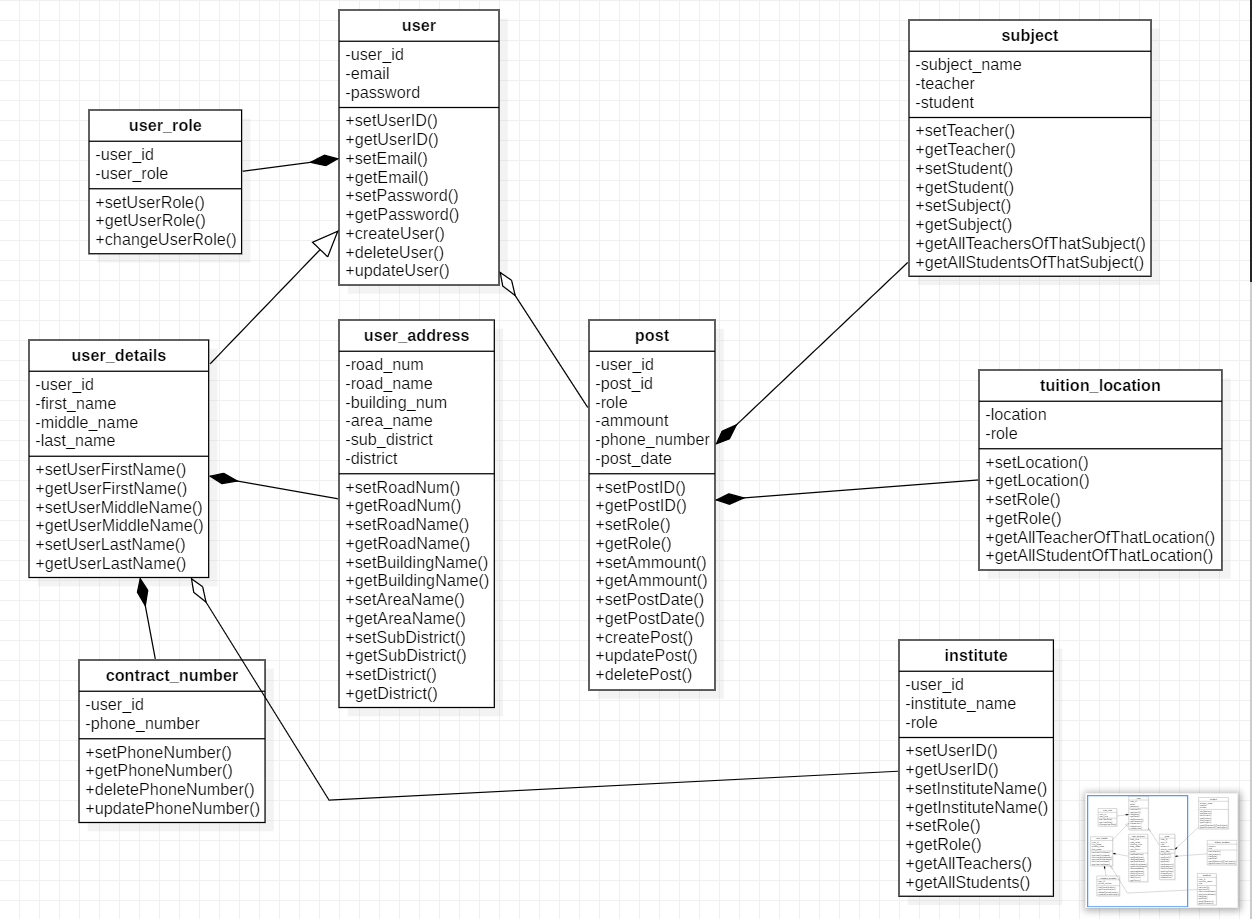 user
-user_id
-email
-password
+setUserID()
+getUserID()
+setEmail()
+getEmail()
+setPassword()
+getPassword()
+createUser()
+deleteUser()
+updateUser()
subject
-subject_name
-teacher
-student
+setTeacher()
+getTeacher()
+setStudent()
+getStudent()
+setSubject()
+getSubject()
+getAllTeachersOfThatSubject()
+getAllStudentsOfThatSubject()
user_role
-user_id
-user_role
+setUserRole()
+getUserRole()
+changeUserRole()
user_details
-user_id
-first_name
-middle_name
-last_name
+setUserFirstName()
+getUserFirstName()
+setUserMiddleName()
+getUserMiddleName()
+setUserLastName()
+getUserLastName()
user_address
-road_num
-road_name
-building_num
-area_name
-sub_district
-district
+setRoadNum()
+getRoadNum()
+setRoadName()
+getRoadName()
+setBuildingName()
+getBuildingName()
+setAreaName()
+getAreaName()
+setSubDistrict()
+getSubDistrict()
+setDistrict()
+getDistrict()
post
-user_id
-post_id
-role
-ammount
-phone_number
-post_date
+setPostID()
+getPostID()
+setRole()
+getRole()
+setAmmount()
+getAmmount()
+setPostDate()
+getPostDate()
+createPost()
+updatePost()
+deletePost()
tuition_location
-location
-role
+setLocation()
+getLocation()
+setRole()
+getRole()
+getAllTeacherOfThatLocation()
+getAllStudentOfThatLocation()
contract_number
-user_id
-phone_number
+setPhoneNumber()
+getPhoneNumber()
+deletePhoneNumber()
+updatePhoneNumber()
institute
-user_id
-institute_name
-role
+setUserID()
+getUserID()
+setInstituteName()
+getInstituteName()
+setRole()
+getRole()
+getAllTeachers()
+getAllStudents()